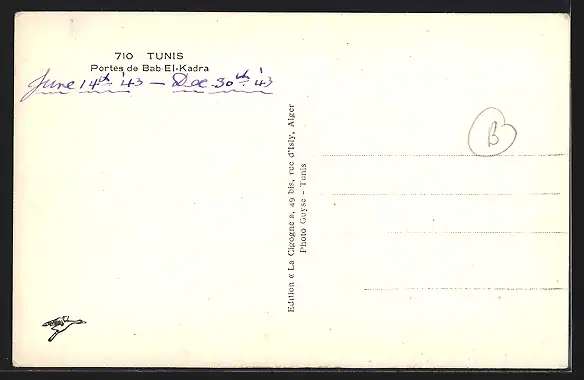 710 TUNIS
Portes de Bab-El-Kadra
June 14th '43 — Dec 30th '43
Edition « La Cigogne », 49 bis, rue d'Isly, Alger
Photo Guyse - Tunis
B